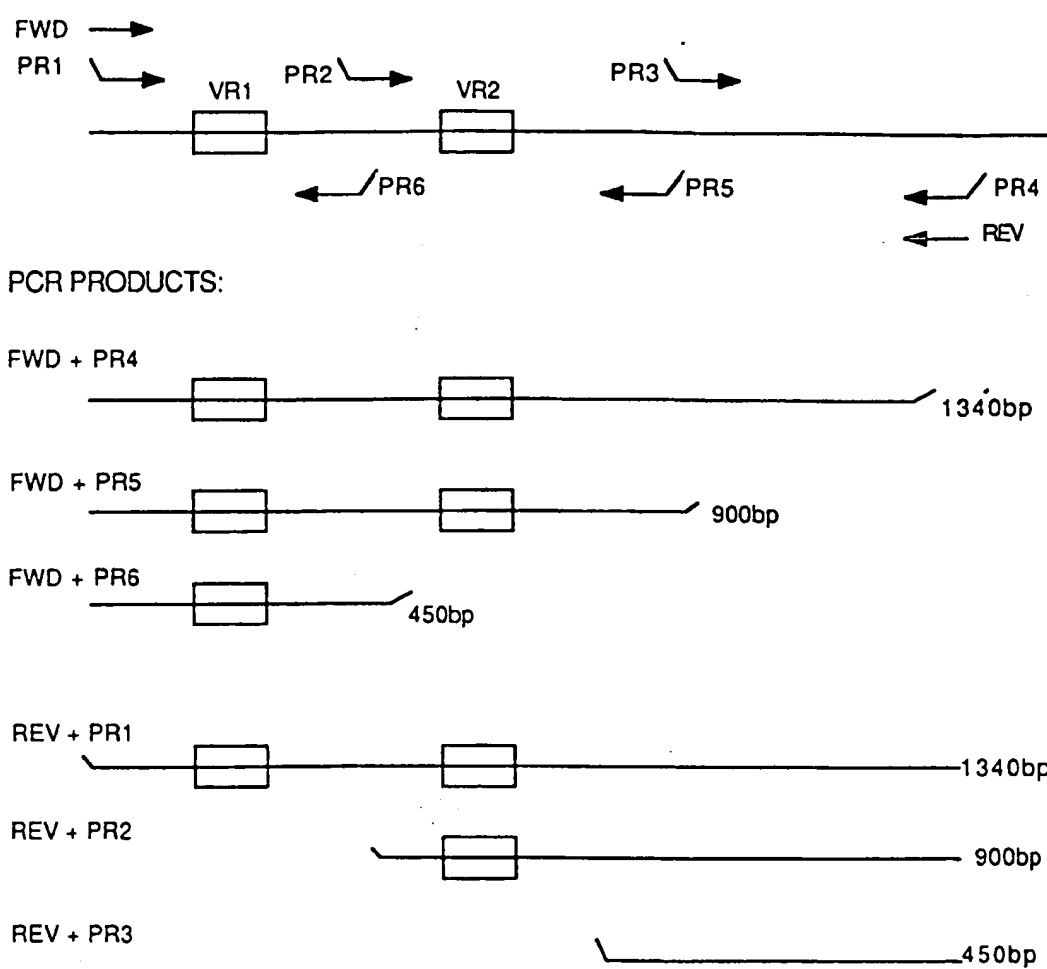 FWD
PR1
VR1
PR2
VR2
PR3
PR6
PR5
PR4
REV
PCR PRODUCTS:
FWD + PR4
1340bp
FWD + PR5
900bp
FWD + PR6
450bp
REV + PR1
1340bp
REV + PR2
900bp
REV + PR3
450bp